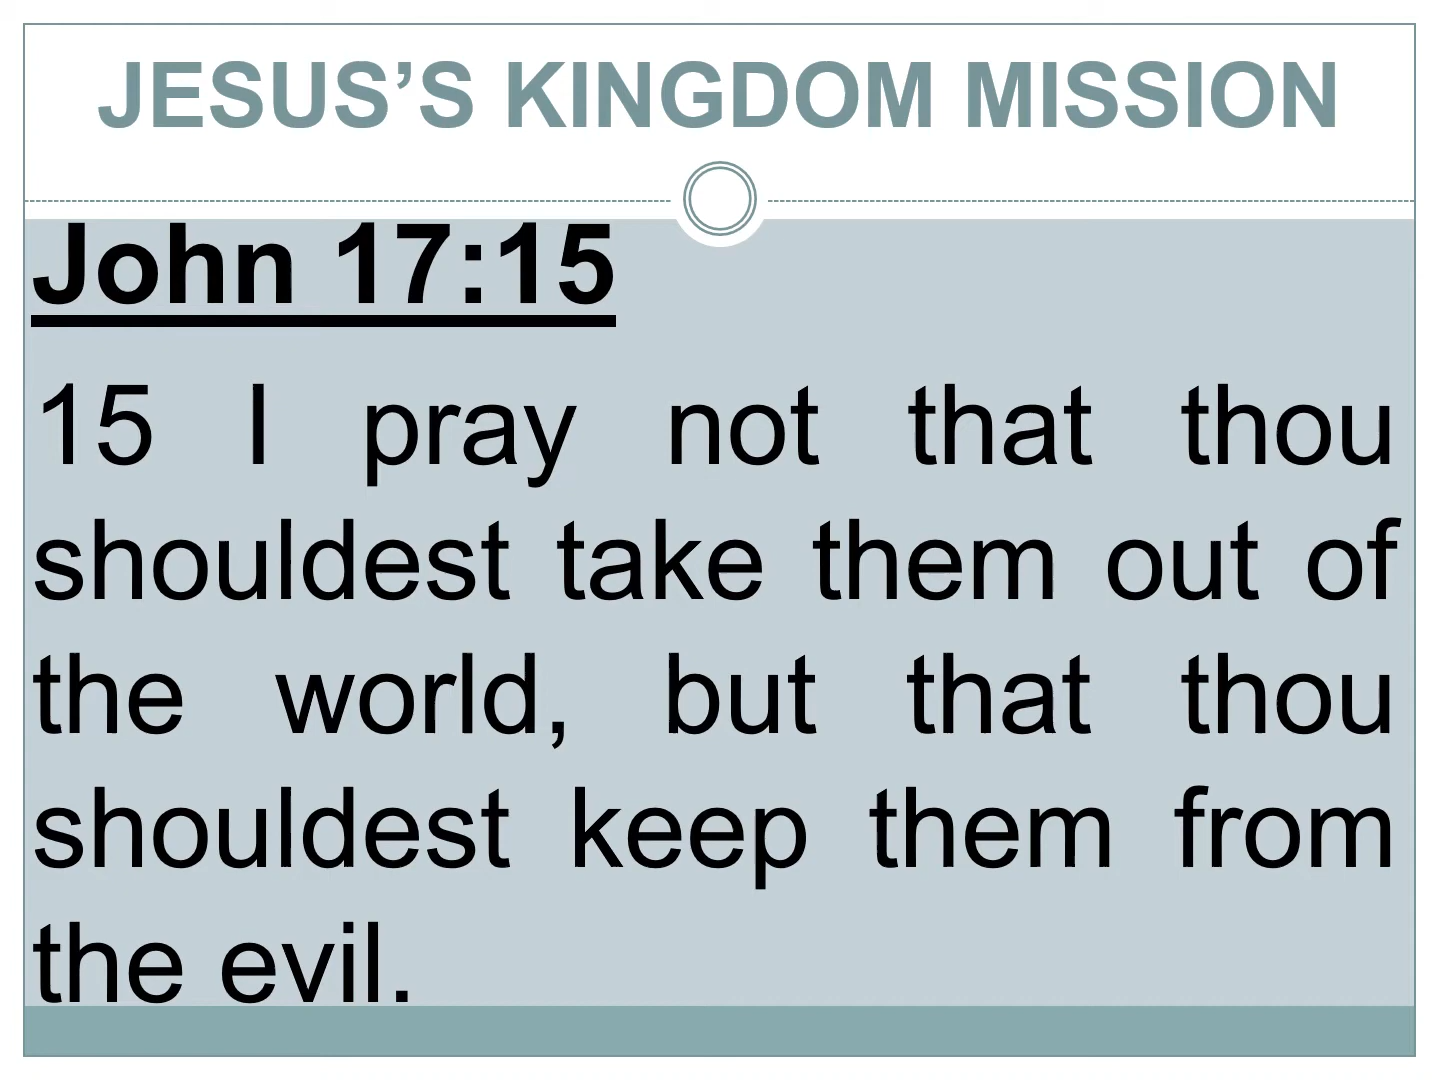 JESUS’S KINGDOM MISSION
John 17:15
15 I pray not that thou
shouldest take them out of
the world, but that thou
shouldest keep them from
the evil.